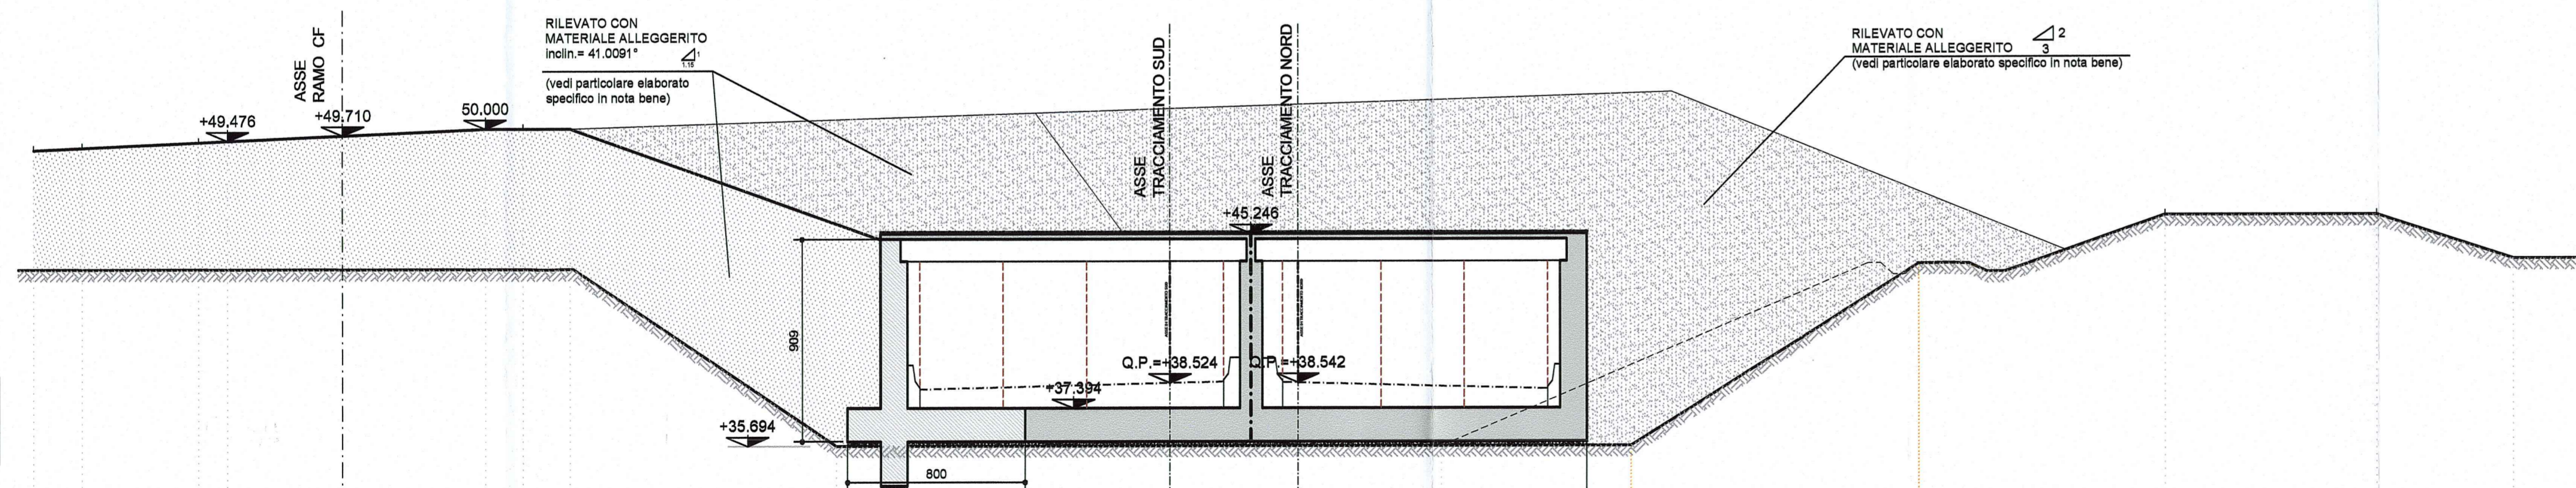 RILEVATO CON
MATERIALE ALLEGGERITO
inclin.= 41.0091°
1
1.15
(vedi particolare elaborato
specifico in nota bene)
ASSE
RAMO CF
+49.476
+49.710
50.000
ASSE
TRACCIAMENTO SUD
ASSE
TRACCIAMENTO NORD
RILEVATO CON
MATERIALE ALLEGGERITO
2
3
(vedi particolare elaborato specifico in nota bene)
+45.246
909
Q.P.=+38.524
Q.P.=+38.542
+37.394
+35.694
800